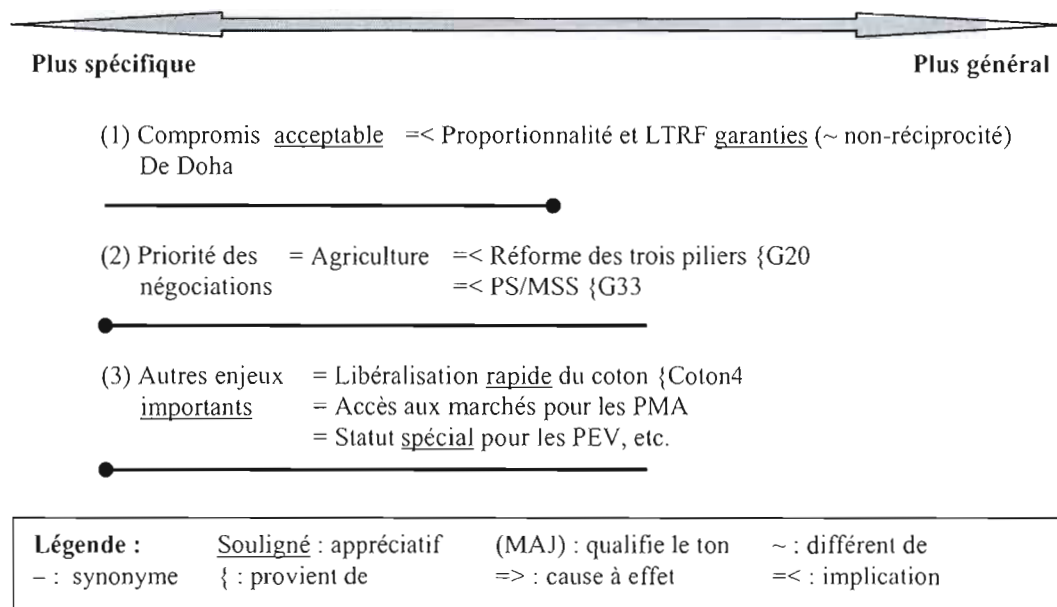 Plus spécifique Plus général
(1) Compromis acceptable =< Proportionnalité et LTRF garanties (~ non-réciprocité)
De Doha
(2) Priorité des = Agriculture =< Réforme des trois piliers {G20
négociations =< PS/MSS {G33
(3) Autres enjeux = Libéralisation rapide du coton {Coton4
importants = Accès aux marchés pour les PMA
= Statut spécial pour les PEV, etc.
Légende : Souligné : appréciatif (MAJ) : qualifie le ton ~ : différent de
– : synonyme { : provient de => : cause à effet =< : implication